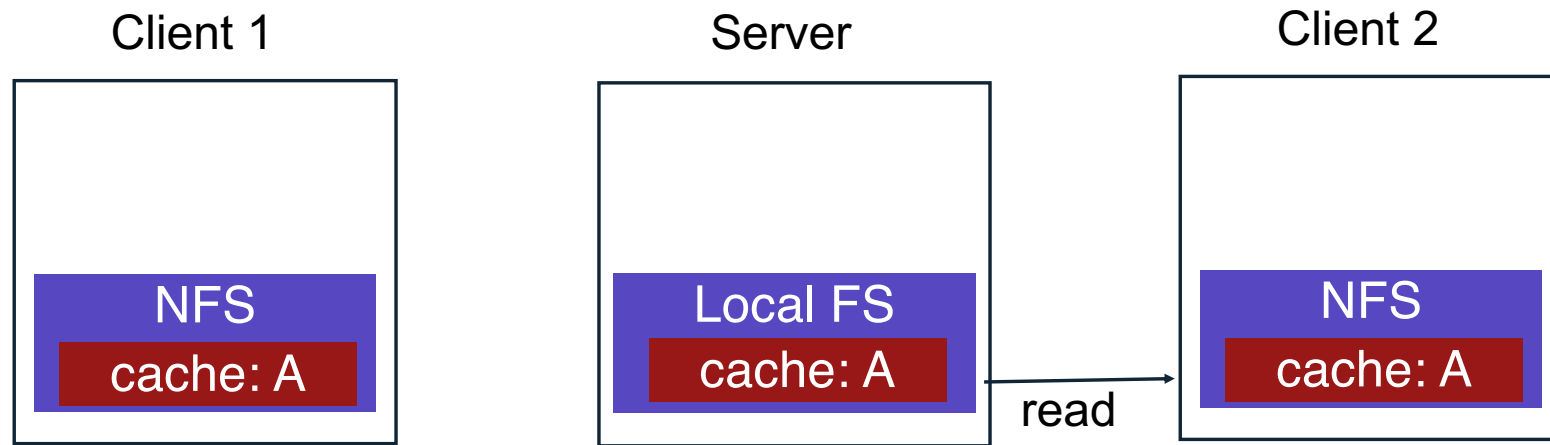 Client 1
Server
Client 2
NFS
cache: A
Local FS
cache: A
read
NFS
cache: A